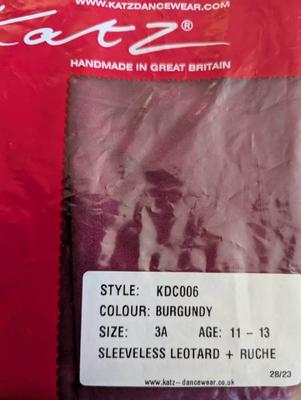 WWW.KATZDANCEWEAR.COM
Katz®
HANDMADE IN GREAT BRITAIN
STYLE: KDC006
COLOUR: BURGUNDY
SIZE: 3A AGE: 11 - 13
SLEEVELESS LEOTARD + RUCHE
28/23
www.katz-dancewear.co.uk